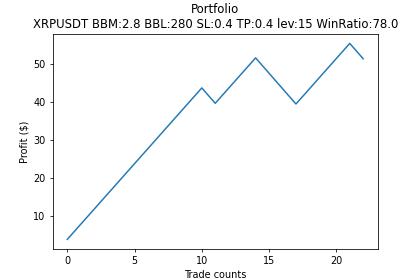 Portfolio
XRPUSDT BBM:2.8 BBL:280 SL:0.4 TP:0.4 lev:15 WinRatio:78.0
50
40
30
20
10
Profit ($)
0 5 10 15 20
Trade counts